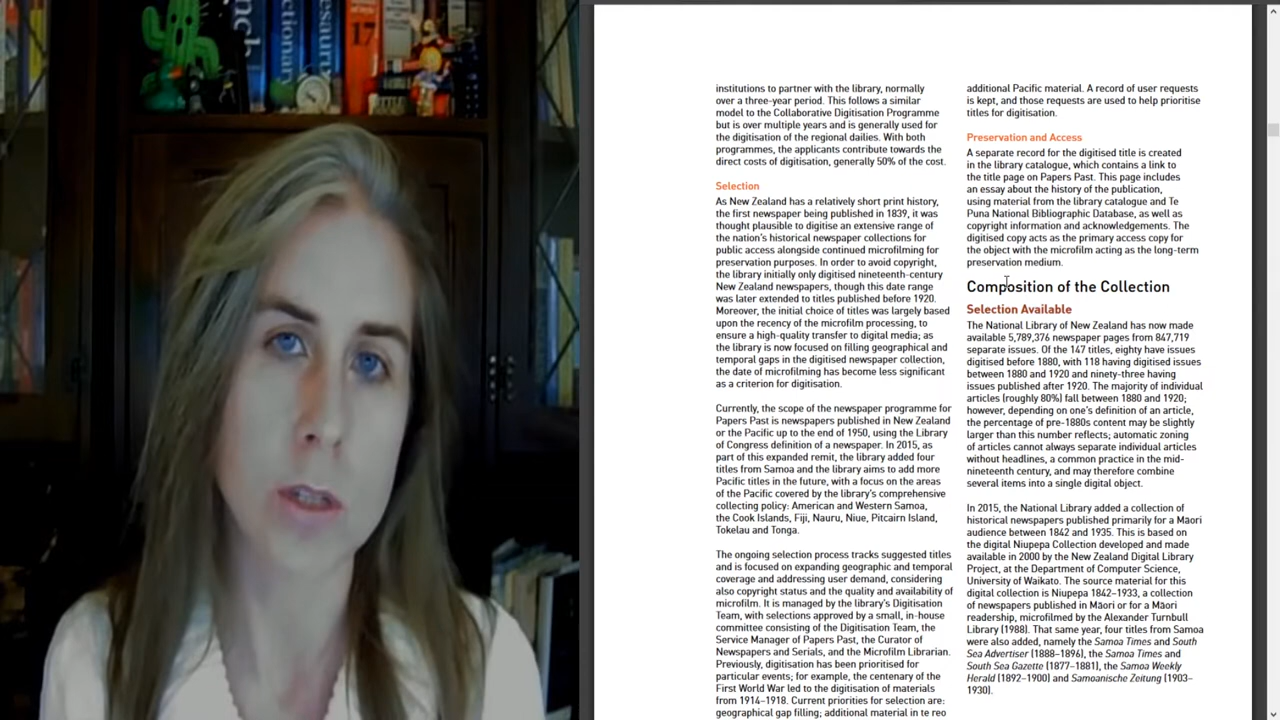 nch
ctionary
17
institutions to partner with the library, normally
over a three-year period. This follows a similar
model to the Collaborative Digitisation Programme
but is over multiple years and is generally used for
the digitisation of the regional dailies. With both
programmes, the applicants contribute towards the
direct costs of digitisation, generally 50% of the cost.
Selection
As New Zealand has a relatively short print history,
the first newspaper being published in 1839, it was
thought plausible to digitise an extensive range of
the nation's historical newspaper collections for
public access alongside continued microfilming for
preservation purposes. In order to avoid copyright,
the library initially only digitised nineteenth-century
New Zealand newspapers, though this date range
was later extended to titles published before 1920.
Moreover, the initial choice of titles was largely based
upon the recency of the microfilm processing, to
ensure a high-quality transfer to digital media; as
the library is now focused on filling geographical and
temporal gaps in the digitised newspaper collection,
the date of microfilming has become less significant
as a criterion for digitisation.
Currently, the scope of the newspaper programme for
Papers Past is newspapers published in New Zealand
or the Pacific up to the end of 1950, using the Library
of Congress definition of a newspaper. In 2015, as
part of this expanded remit, the library added four
titles from Samoa and the library aims to add more
Pacific titles in the future, with a focus on the areas
of the Pacific covered by the library's comprehensive
collecting policy: American and Western Samoa,
the Cook Islands, Fiji, Nauru, Niue, Pitcairn Island,
Tokelau and Tonga.
The ongoing selection process tracks suggested titles
and is focused on expanding geographic and temporal
coverage and addressing user demand, considering
also copyright status and the quality and availability of
microfilm. It is managed by the library's Digitisation
Team, with selections approved by a small, in-house
committee consisting of the Digitisation Team, the
Service Manager of Papers Past, the Curator of
Newspapers and Serials, and the Microfilm Librarian.
Previously, digitisation has been prioritised for
particular events; for example, the centenary of the
First World War led to the digitisation of materials
from 1914–1918. Current priorities for selection are:
geographical gap filling; additional material in te reo
additional Pacific material. A record of user requests
is kept, and those requests are used to help prioritise
titles for digitisation.
Preservation and Access
A separate record for the digitised title is created
in the library catalogue, which contains a link to
the title page on Papers Past. This page includes
an essay about the history of the publication,
using material from the library catalogue and Te
Puna National Bibliographic Database, as well as
copyright information and acknowledgements. The
digitised copy acts as the primary access copy for
the object with the microfilm acting as the long-term
preservation medium.
Composition of the Collection
Selection Available
The National Library of New Zealand has now made
available 5,789,376 newspaper pages from 847,719
separate issues. Of the 147 titles, eighty have issues
digitised before 1880, with 118 having digitised issues
between 1880 and 1920 and ninety-three having
issues published after 1920. The majority of individual
articles (roughly 80%) fall between 1880 and 1920;
however, depending on one's definition of an article,
the percentage of pre-1880s content may be slightly
larger than this number reflects; automatic zoning
of articles cannot always separate individual articles
without headlines, a common practice in the mid-
nineteenth century, and may therefore combine
several items into a single digital object.
In 2015, the National Library added a collection of
historical newspapers published primarily for a Māori
audience between 1842 and 1935. This is based on
the digital Niupepa Collection developed and made
available in 2000 by the New Zealand Digital Library
Project, at the Department of Computer Science,
University of Waikato. The source material for this
digital collection is Niupepa 1842–1933, a collection
of newspapers published in Māori or for a Māori
readership, microfilmed by the Alexander Turnbull
Library (1988). That same year, four titles from Samoa
were also added, namely the Samoa Times and South
Sea Advertiser (1888–1896), the Samoa Times and
South Sea Gazette (1877–1881), the Samoa Weekly
Herald (1892–1900) and Samoanische Zeitung (1903–
1930).